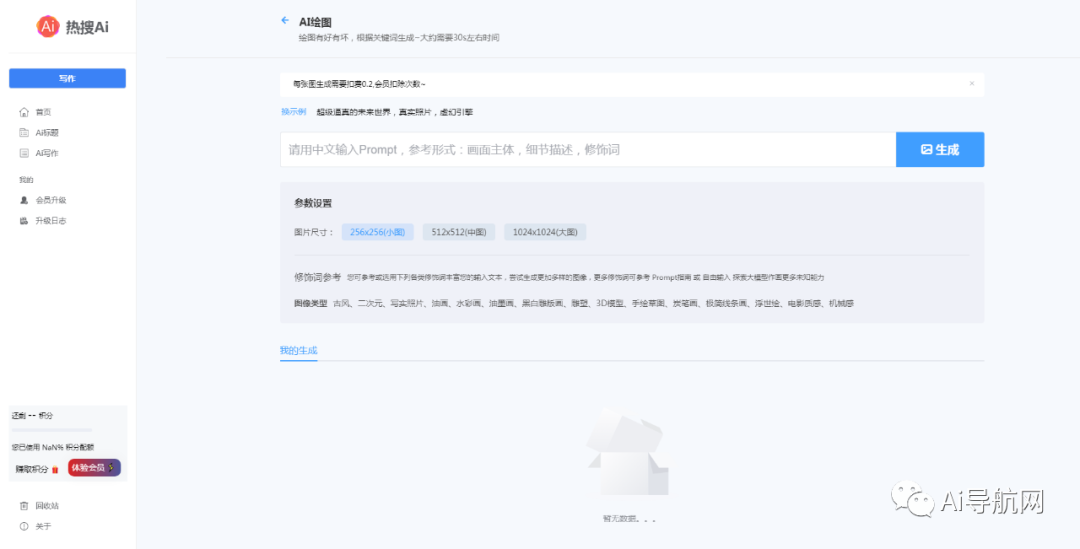 Ai 热搜Ai
写作
首页
Ai标题
AI写作
我的
会员升级
升级日志
还剩 -- 积分
您已使用 NaN% 积分配额
赚取积分 体验会员
回收站
关于
AI绘图
绘图有好有坏，根据关键词生成~大约需要30s左右时间
每张图生成需要扣费0.2,会员扣除次数~ ×
换示例 超级逼真的未来世界，真实照片，虚幻引擎
请用中文输入Prompt，参考形式：画面主体，细节描述，修饰词 生成
参数设置
图片尺寸： 256x256(小图) 512x512(中图) 1024x1024(大图)
修饰词参考 您可参考或选用下列各类修饰词丰富您的输入文本，尝试生成更加多样的图像，更多修饰词可参考 Prompt指南 或 自由输入 探索大模型作画更多未知能力
图像类型 古风、二次元、写实照片、油画、水彩画、油墨画、黑白雕版画、雕塑、3D模型、手绘草图、炭笔画、极简线条画、浮世绘、电影质感、机械感
我的生成
暂无数据。。。
Ai导航网